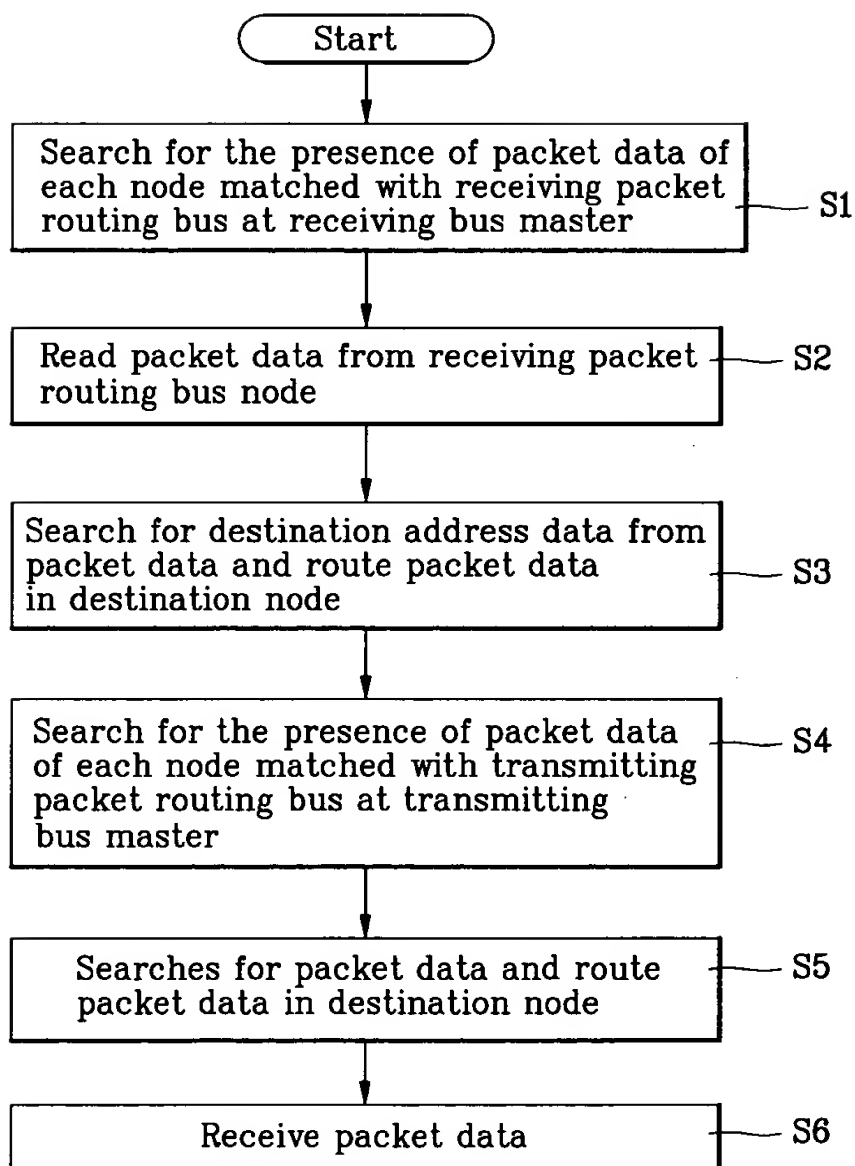 Start
Search for the presence of packet data of
each node matched with receiving packet
routing bus at receiving bus master
S1
Read packet data from receiving packet
routing bus node
S2
Search for destination address data from
packet data and route packet data
in destination node
S3
Search for the presence of packet data
of each node matched with transmitting
packet routing bus at transmitting
bus master
S4
Searches for packet data and route
packet data in destination node
S5
Receive packet data
S6